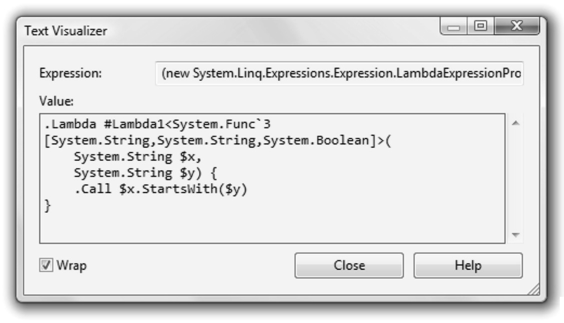 Text Visualizer
Expression: (new System.Linq.Expressions.Expression.LambdaExpressionPro
Value:
.Lambda #Lambda1<System.Func`3
[System.String,System.String,System.Boolean]>(
    System.String $x,
    System.String $y) {
    .Call $x.StartsWith($y)
}
Wrap Close Help